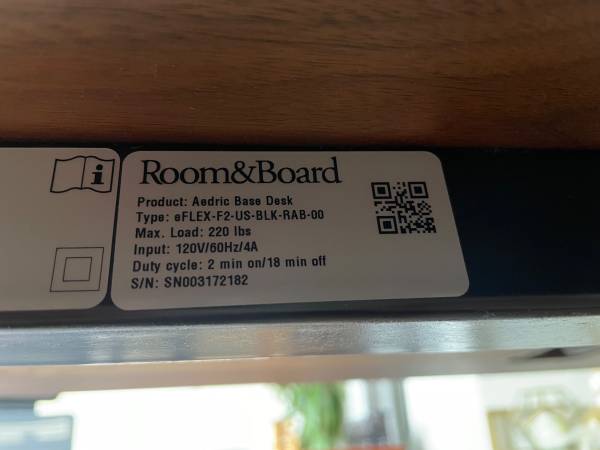 Room&Board
Product: Aedric Base Desk
Type: eFLEX-F2-US-BLK-RAB-00
Max. Load: 220 lbs
Input: 120V/60Hz/4A
Duty cycle: 2 min on/18 min off
S/N: SN003172182